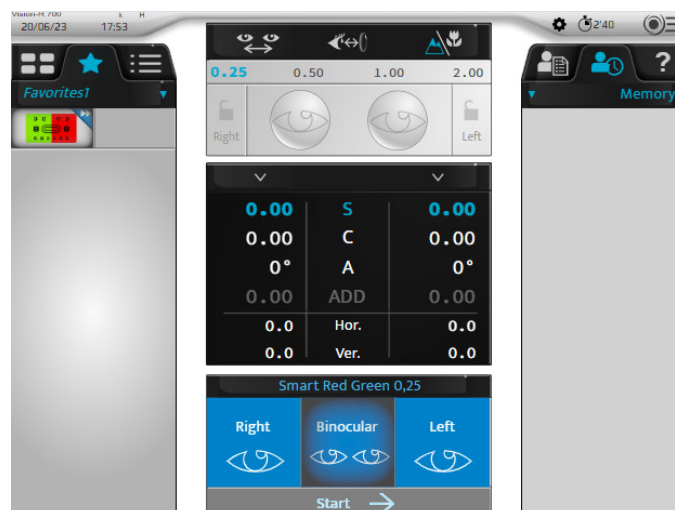 Vision-R 700
20/06/23 17:53
2'40
Favorites1
Memory
?
0.25 0.50 1.00 2.00
Right Left
0.00 S 0.00
0.00 C 0.00
0° A 0°
0.00 ADD 0.00
0.0 Hor. 0.0
0.0 Ver. 0.0
Smart Red Green 0,25
Right Binocular Left
Start